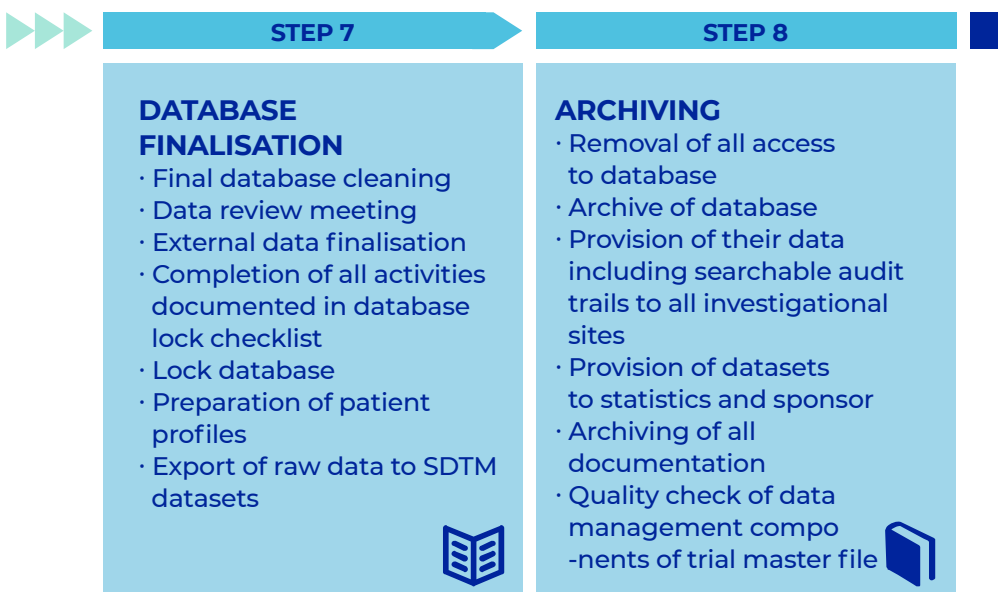 STEP 7
DATABASE
FINALISATION
· Final database cleaning
· Data review meeting
· External data finalisation
· Completion of all activities
documented in database
lock checklist
· Lock database
· Preparation of patient
profiles
· Export of raw data to SDTM
datasets
STEP 8
ARCHIVING
· Removal of all access
to database
· Archive of database
· Provision of their data
including searchable audit
trails to all investigational
sites
· Provision of datasets
to statistics and sponsor
· Archiving of all
documentation
· Quality check of data
management compo
-nents of trial master file